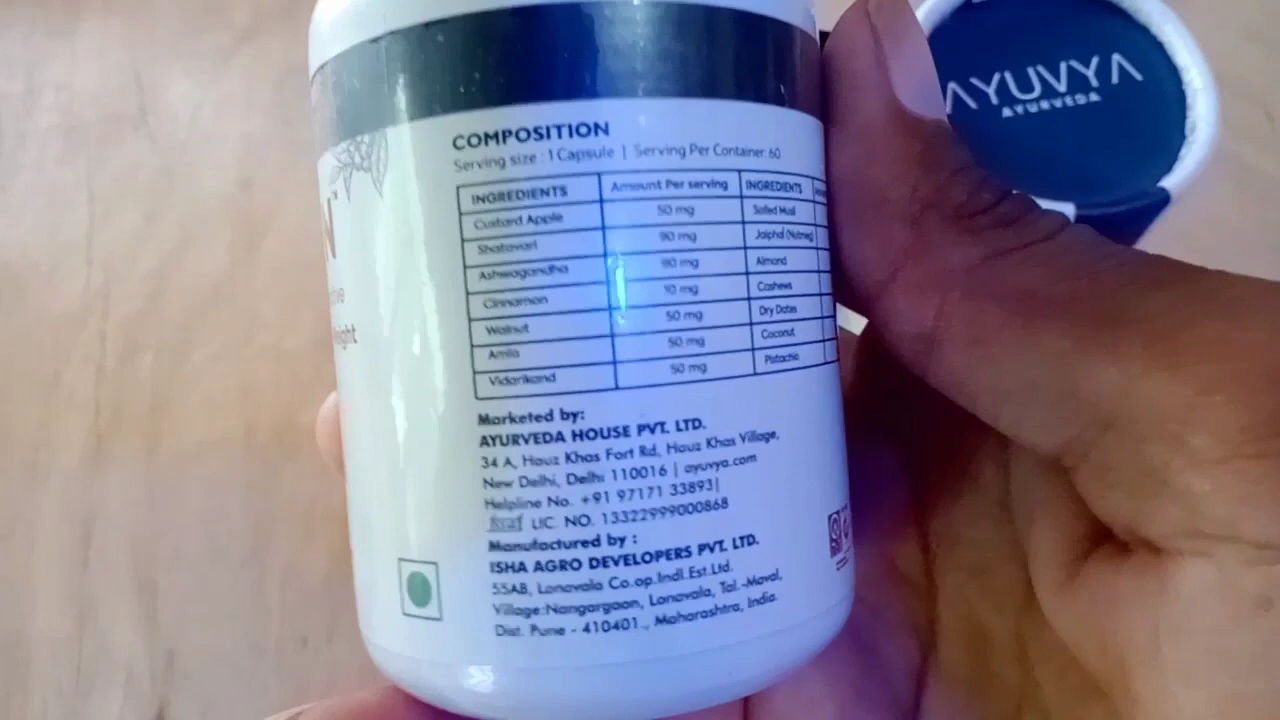 AYUVYA
AYURVEDA
COMPOSITION
Serving size : 1 Capsule | Serving Per Container: 60
INGREDIENTS Amount Per serving INGREDIENTS
Custard Apple 50 mg Safed Musli
Shatavari 90 mg Jaiphal (Nutmeg)
Ashwagandha 80 mg Almond
Cinnamon 10 mg Cashews
Walnut 50 mg Dry Dates
Amla 50 mg Coconut
Vidarikand 50 mg Pistachio
Marketed by:
AYURVEDA HOUSE PVT. LTD.
34 A, Hauz Khas Fort Rd, Hauz Khas Village,
New Delhi, Delhi 110016 | ayuvya.com
Helpline No. +91 97171 33893|
fssai LIC. NO. 13322999000868
Manufactured by :
ISHA AGRO DEVELOPERS PVT. LTD.
55AB, Lonavala Co.op.Indl.Est.Ltd.
Village:Nangargaon, Lonavala, Tal.-Maval,
Dist. Pune - 410401., Maharashtra, India